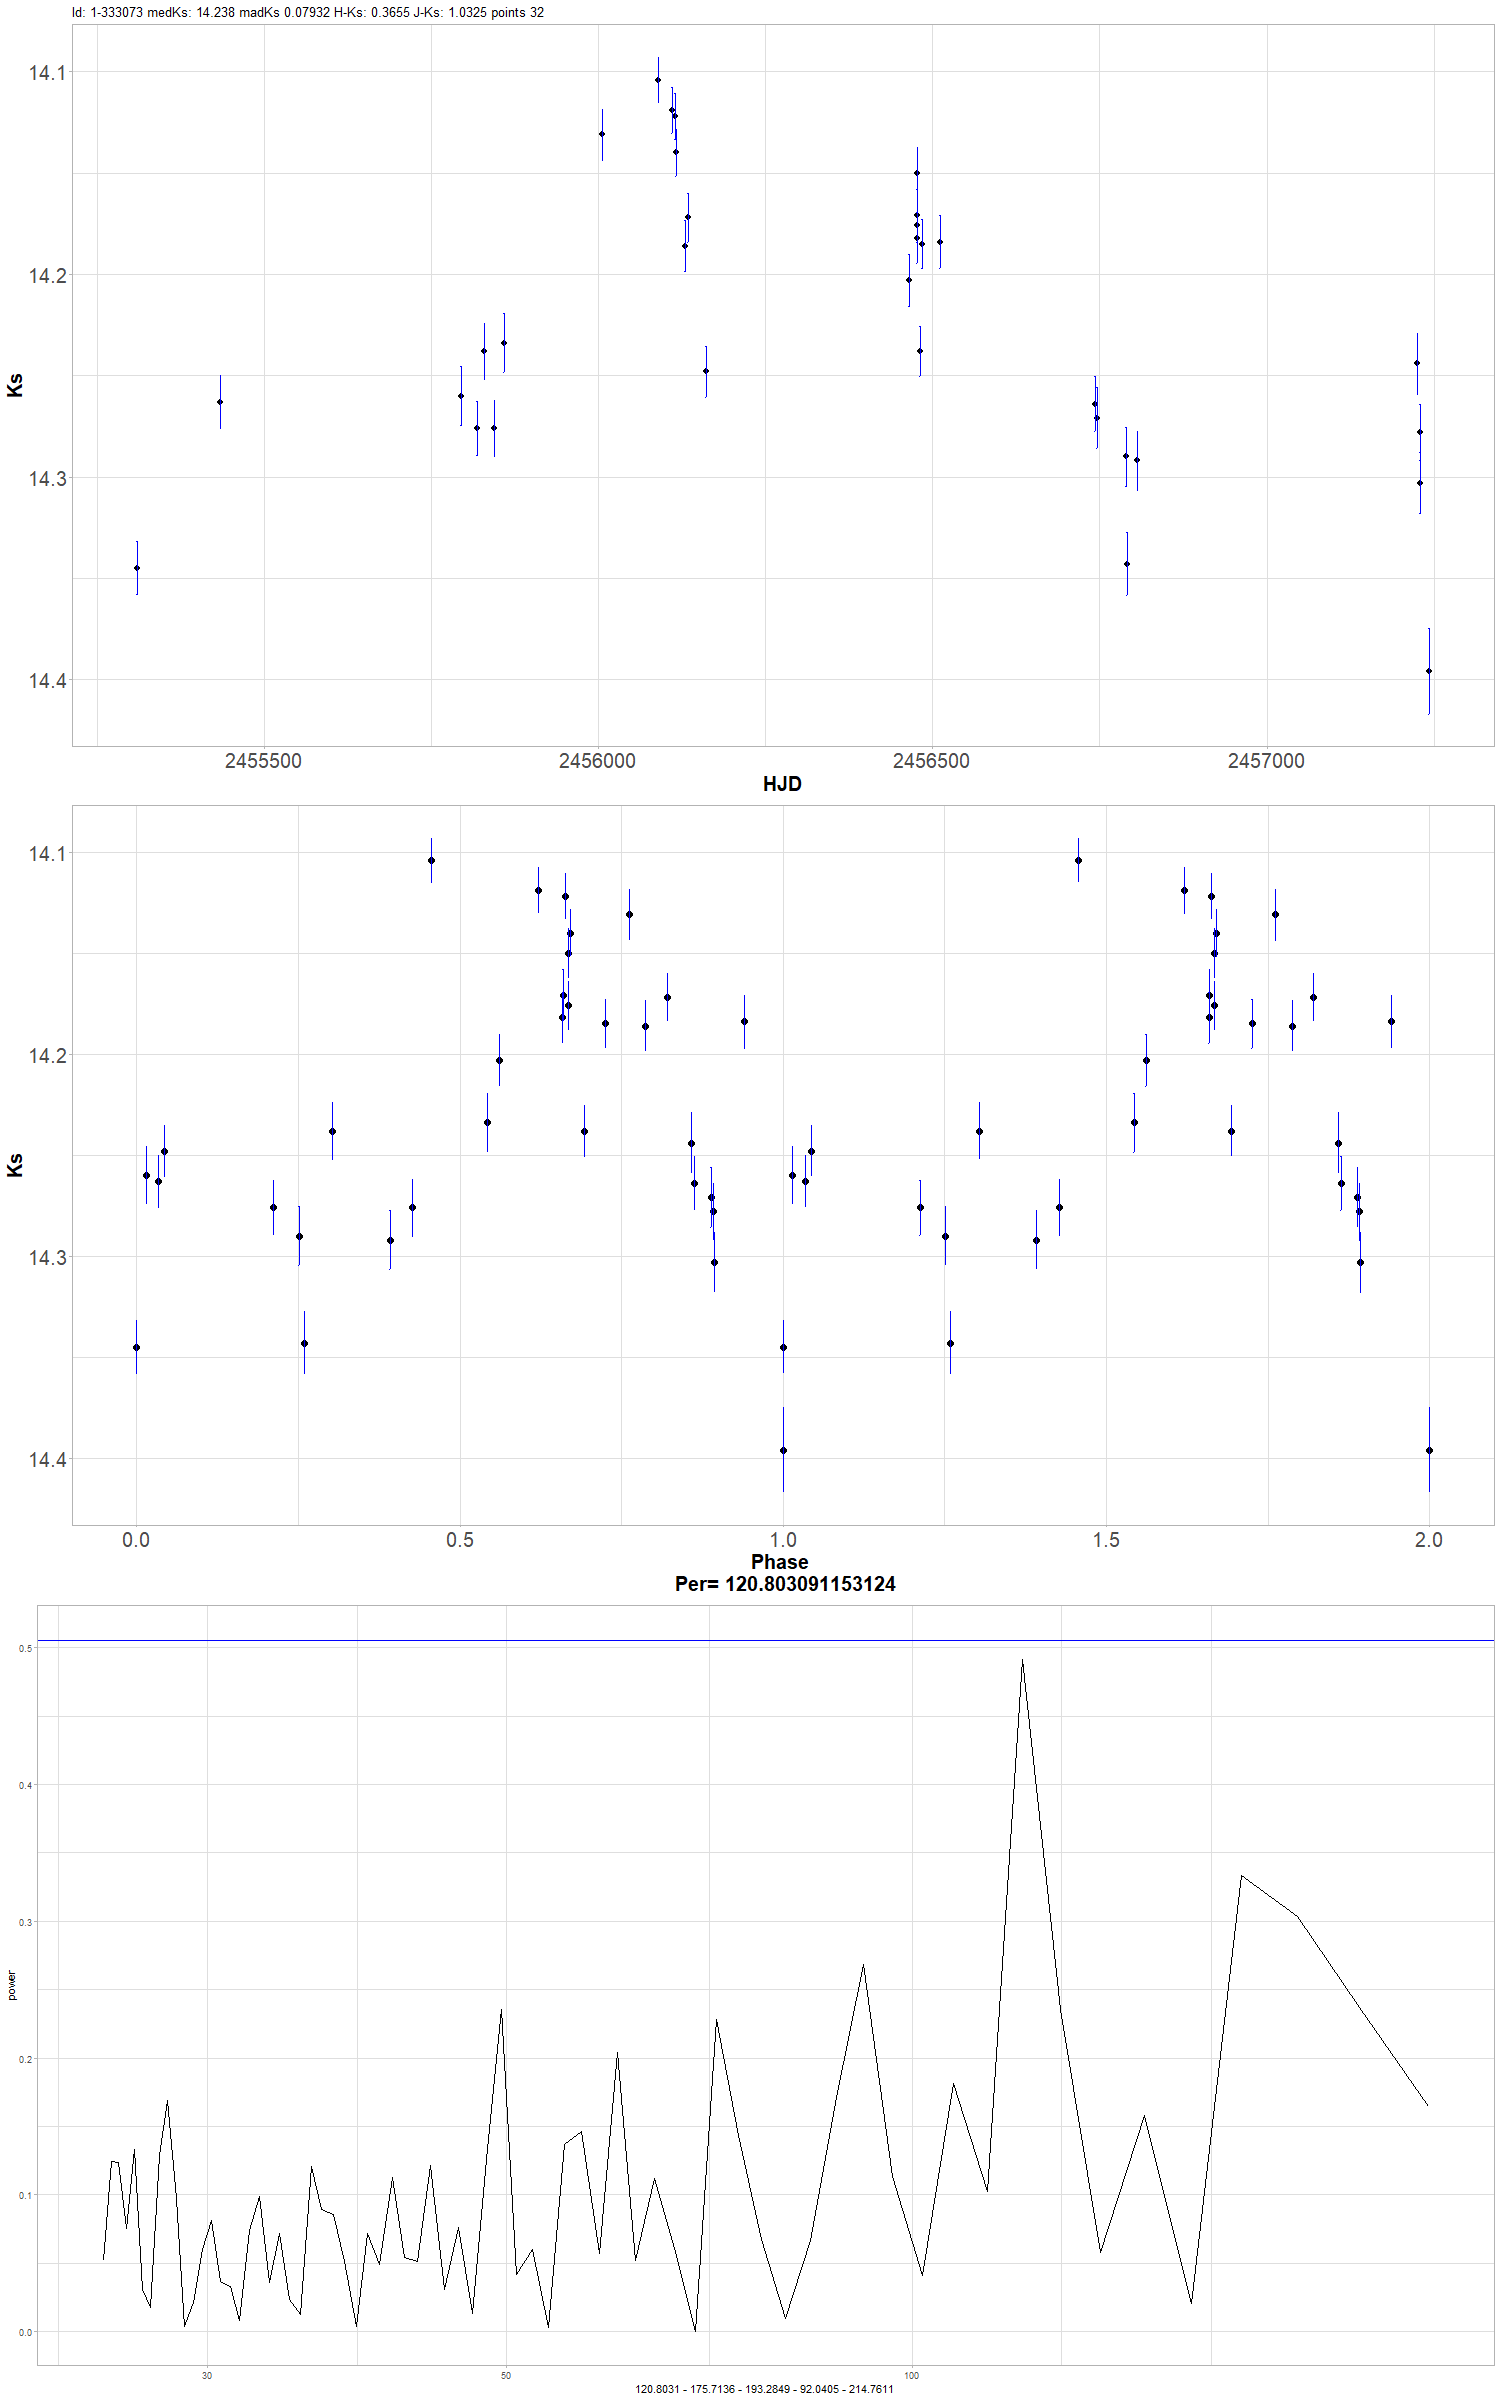 Id: 1-333073 medKs: 14.238 madKs 0.07932 H-Ks: 0.3655 J-Ks: 1.0325 points 32
14.1
14.2
14.3
14.4
Ks
2455500 2456000 2456500 2457000
HJD
14.1
14.2
14.3
14.4
Ks
0.0 0.5 1.0 1.5 2.0
Phase
Per= 120.803091153124
0.5
0.4
0.3
0.2
0.1
0.0
power
30 50 100
120.8031 - 175.7136 - 193.2849 - 92.0405 - 214.7611